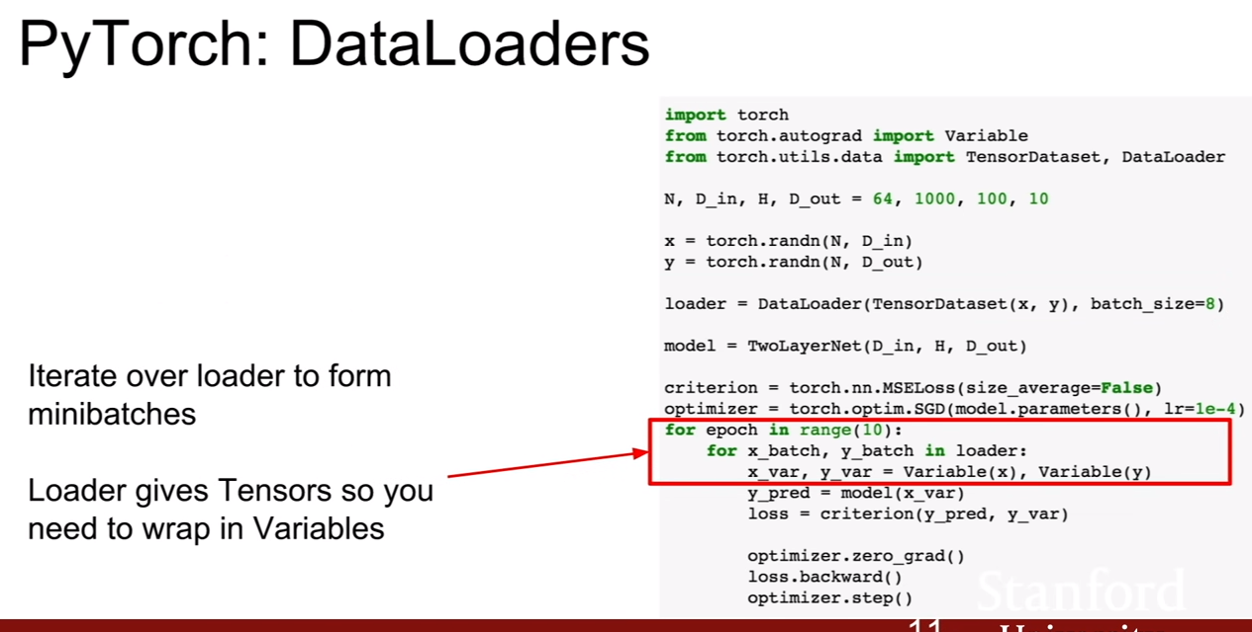 PyTorch: DataLoaders
import torch
from torch.autograd import Variable
from torch.utils.data import TensorDataset, DataLoader
N, D_in, H, D_out = 64, 1000, 100, 10
x = torch.randn(N, D_in)
y = torch.randn(N, D_out)
loader = DataLoader(TensorDataset(x, y), batch_size=8)
model = TwoLayerNet(D_in, H, D_out)
criterion = torch.nn.MSELoss(size_average=False)
optimizer = torch.optim.SGD(model.parameters(), lr=1e-4)
for epoch in range(10):
    for x_batch, y_batch in loader:
        x_var, y_var = Variable(x), Variable(y)
        y_pred = model(x_var)
        loss = criterion(y_pred, y_var)
        optimizer.zero_grad()
        loss.backward()
        optimizer.step()
Iterate over loader to form
minibatches
Loader gives Tensors so you
need to wrap in Variables
Stanford